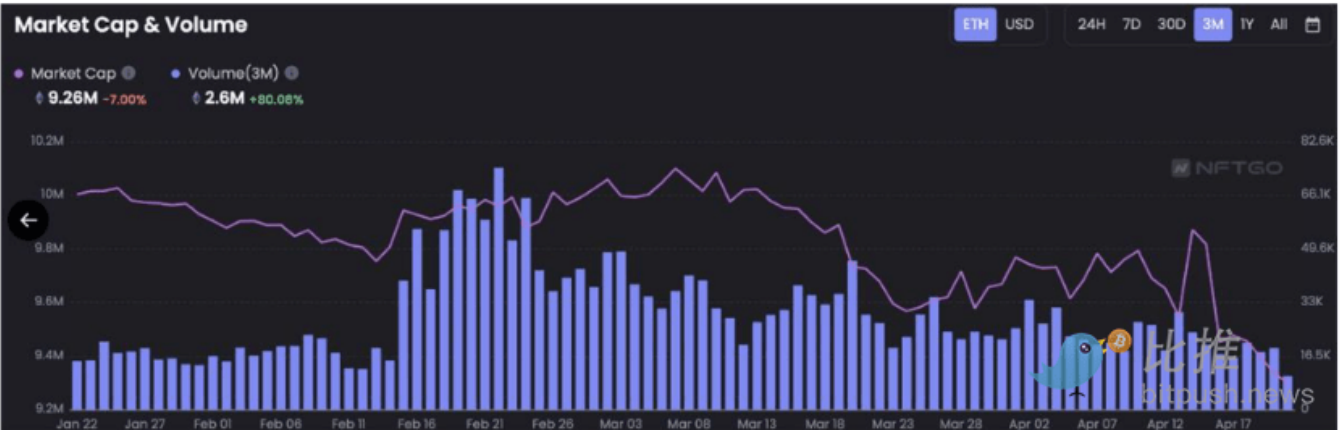 Market Cap & Volume
ETH USD 24H 7D 30D 3M 1Y All
Market Cap Volume(3M)
9.26M -7.00% 2.6M +80.08%
10.2M 82.6K
NFTGO
10M 66.1K
9.8M 49.6K
9.6M 33K
比推
9.4M 16.5K
bitpush.news
9.2M 0
Jan 22 Jan 27 Feb 01 Feb 06 Feb 11 Feb 16 Feb 21 Feb 26 Mar 03 Mar 08 Mar 13 Mar 18 Mar 23 Mar 28 Apr 02 Apr 07 Apr 12 Apr 17